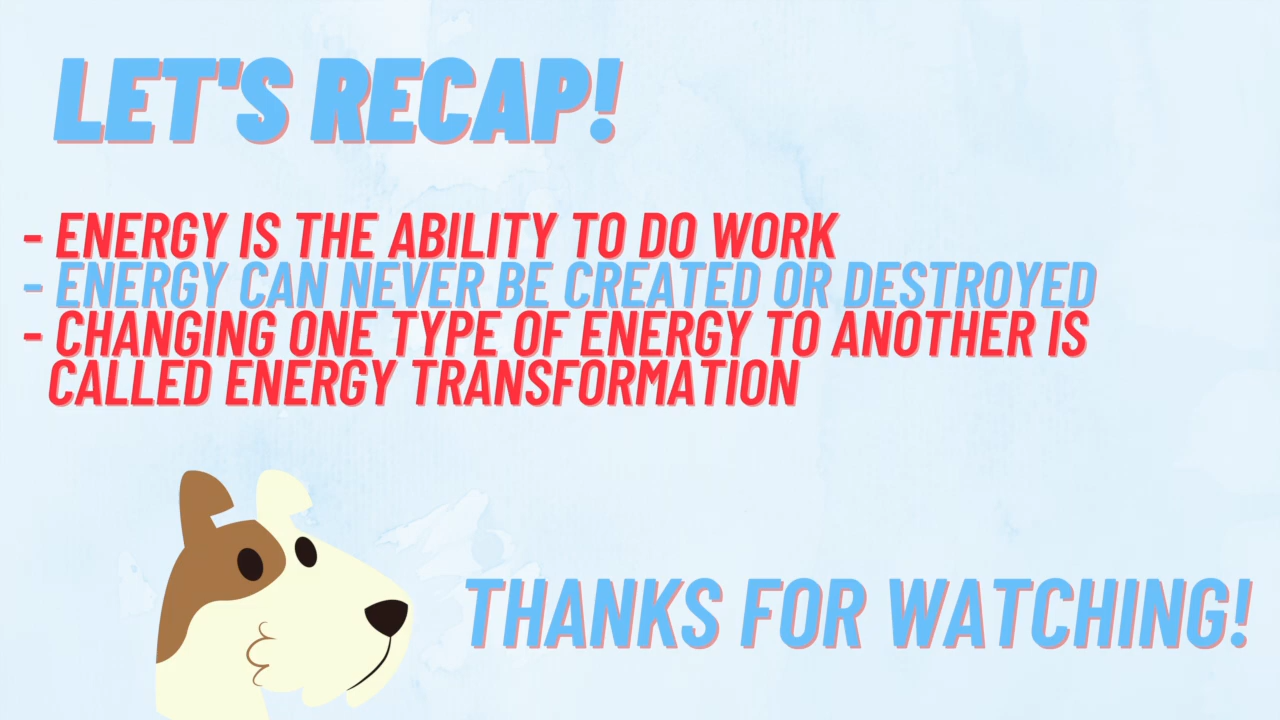 LET'S RECAP!
- ENERGY IS THE ABILITY TO DO WORK
- ENERGY CAN NEVER BE CREATED OR DESTROYED
- CHANGING ONE TYPE OF ENERGY TO ANOTHER IS
CALLED ENERGY TRANSFORMATION
THANKS FOR WATCHING!